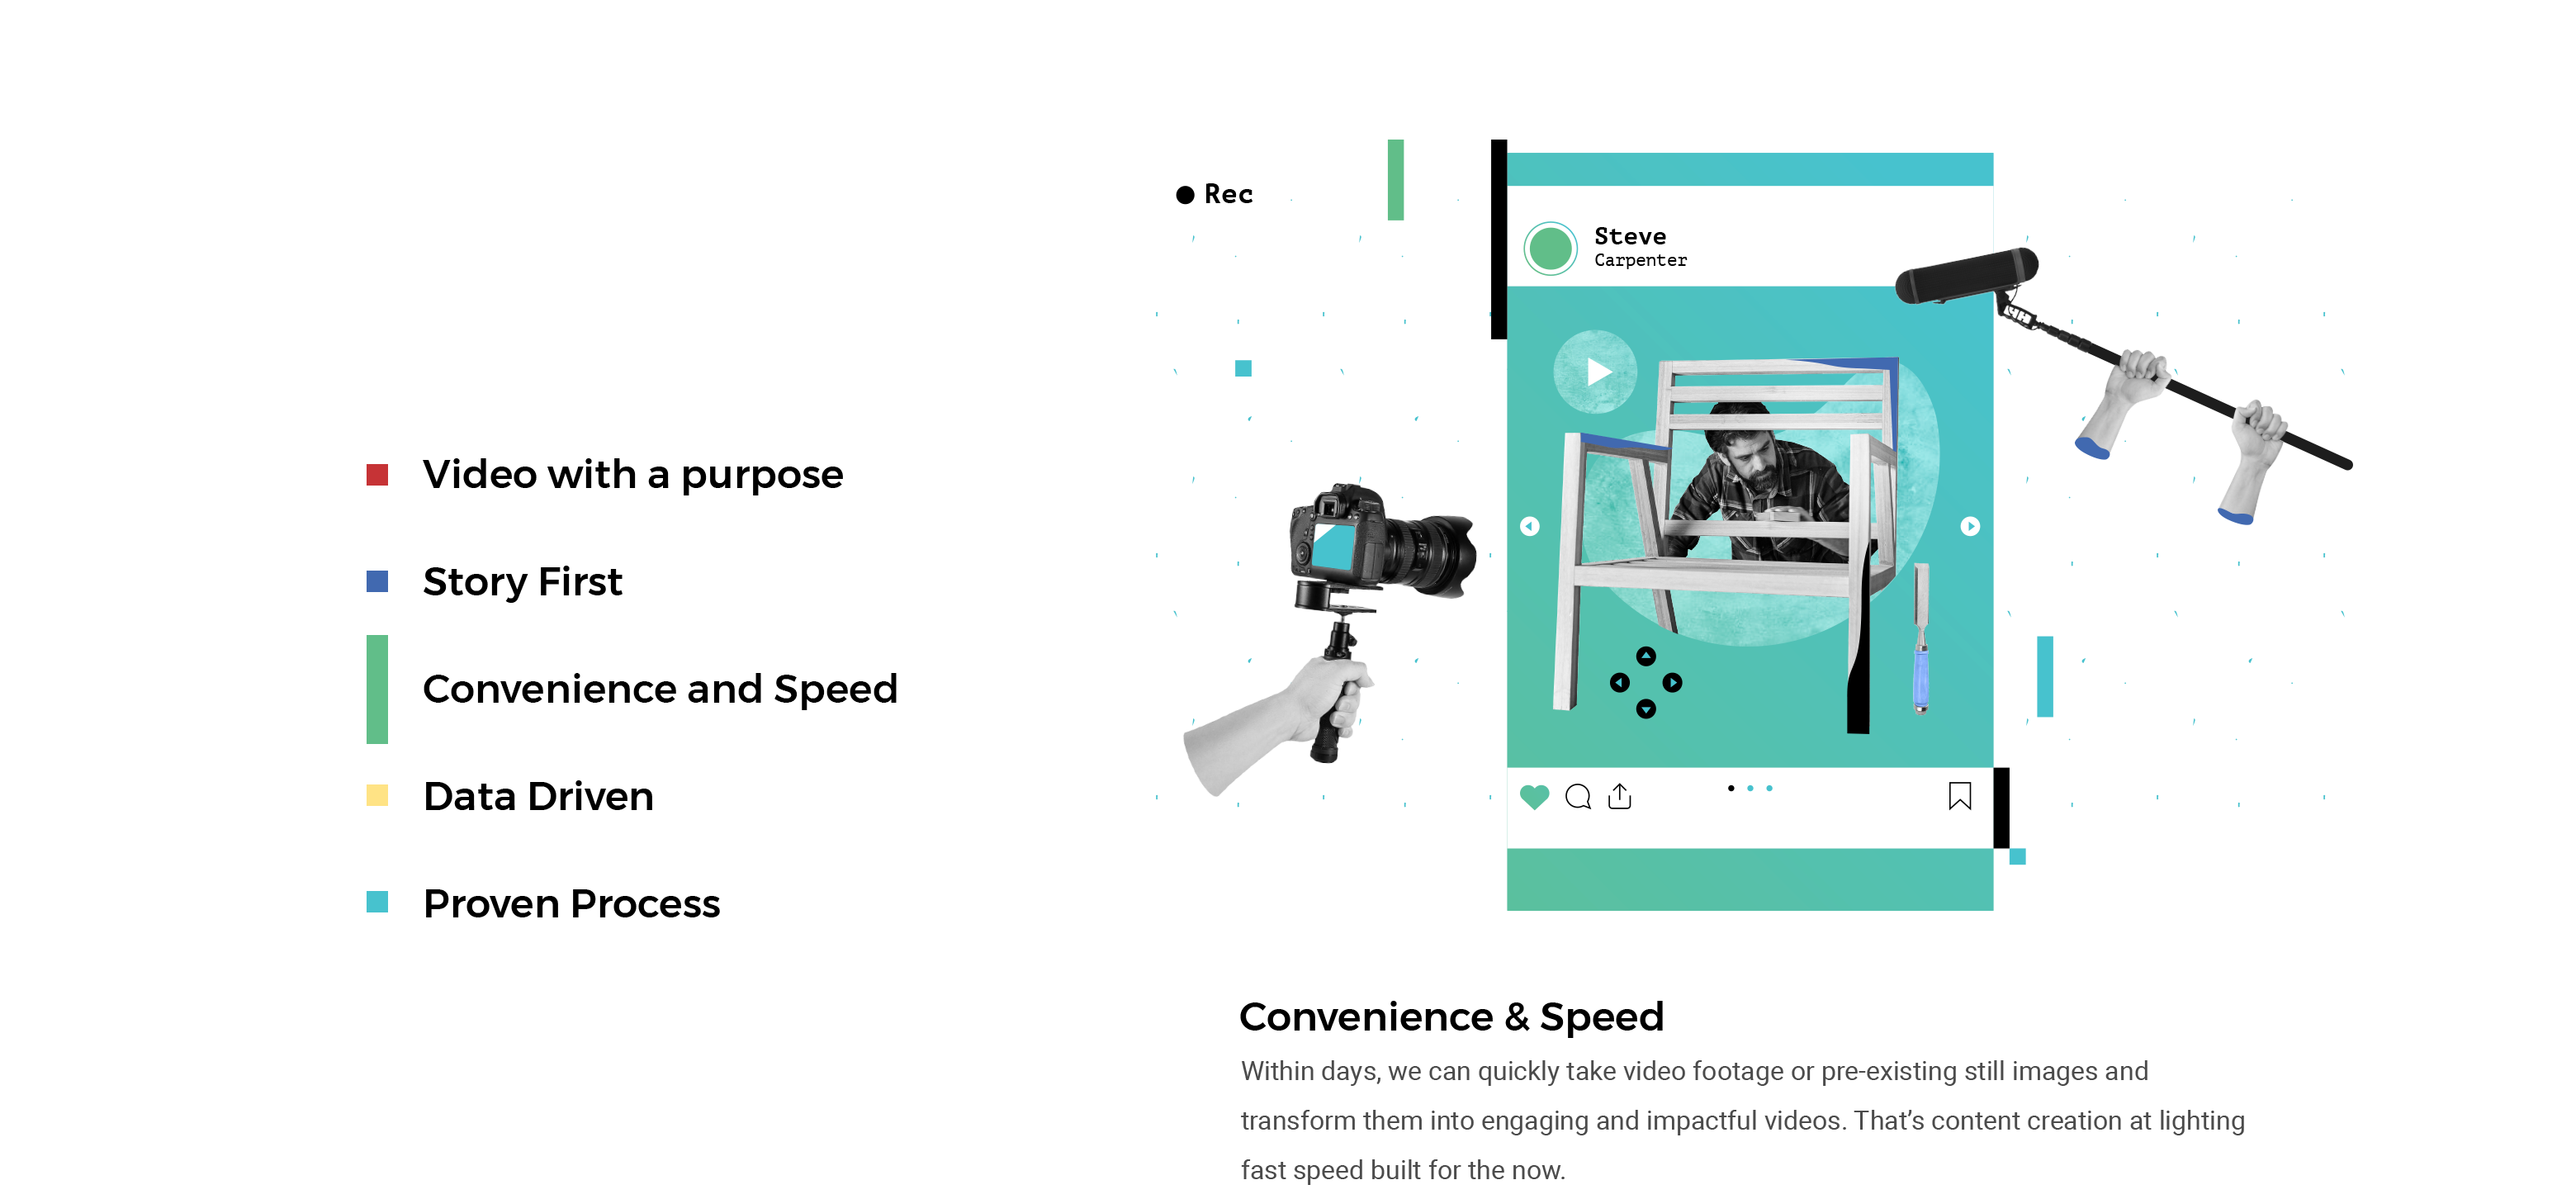 Video with a purpose
Story First
Convenience and Speed
Data Driven
Proven Process
Rec
Steve
Carpenter
Convenience & Speed
Within days, we can quickly take video footage or pre-existing still images and
transform them into engaging and impactful videos. That’s content creation at lighting
fast speed built for the now.